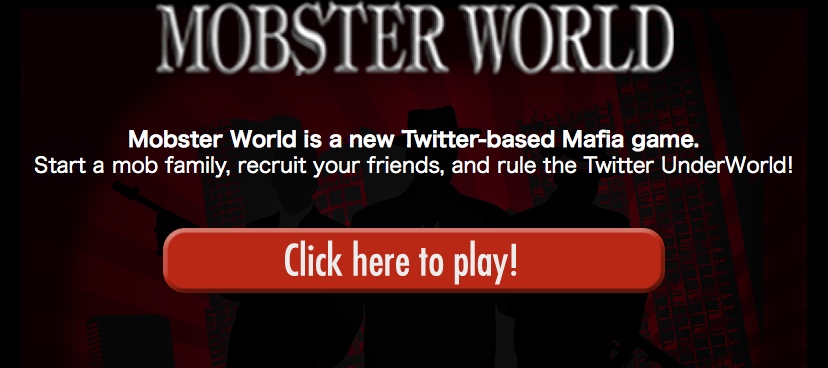 MOBSTER WORLD
Mobster World is a new Twitter-based Mafia game.
Start a mob family, recruit your friends, and rule the Twitter UnderWorld!
Click here to play!